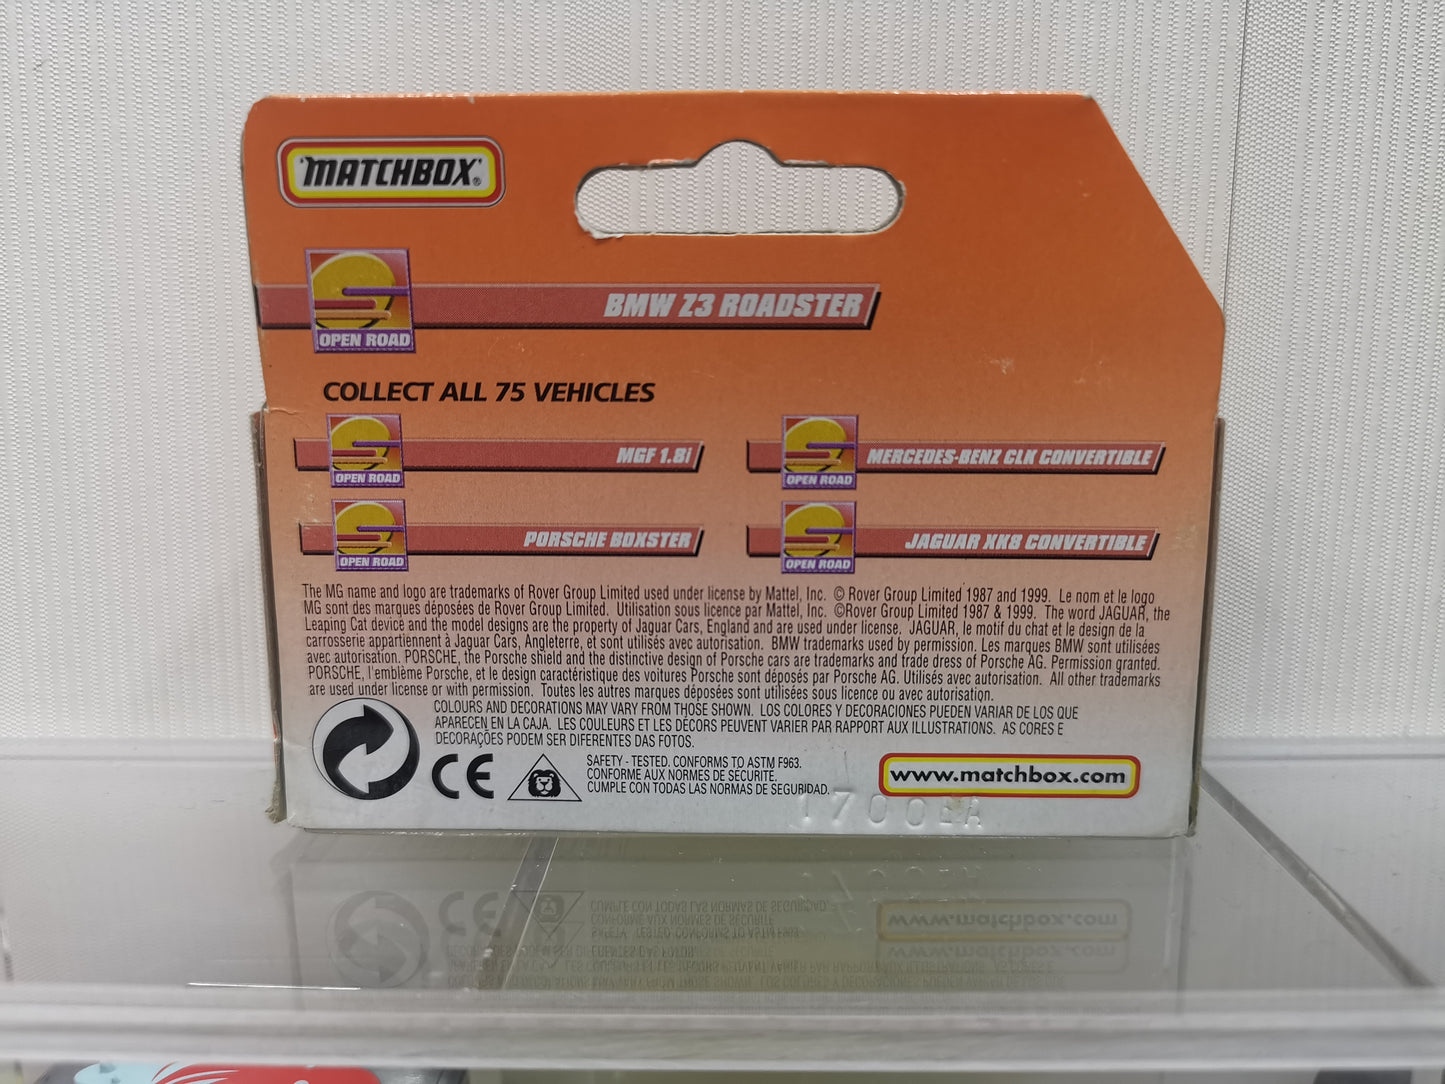 MATCHBOX®
OPEN ROAD
BMW Z3 ROADSTER
COLLECT ALL 75 VEHICLES
OPEN ROAD
MGF 1.8i
OPEN ROAD
MERCEDES-BENZ CLK CONVERTIBLE
OPEN ROAD
PORSCHE BOXSTER
OPEN ROAD
JAGUAR XK8 CONVERTIBLE
The MG name and logo are trademarks of Rover Group Limited used under license by Mattel, Inc. © Rover Group Limited 1987 and 1999. Le nom et le logo
MG sont des marques déposées de Rover Group Limited. Utilisation sous licence par Mattel, Inc. ©Rover Group Limited 1987 & 1999. The word JAGUAR, the
Leaping Cat device and the model designs are the property of Jaguar Cars, England and are used under license. JAGUAR, le motif du chat et le design de la
carrosserie appartiennent à Jaguar Cars, Angleterre, et sont utilisés avec autorisation. BMW trademarks used by permission. Les marques BMW sont utilisées
avec autorisation. PORSCHE, the Porsche shield and the distinctive design of Porsche cars are trademarks and trade dress of Porsche AG. Permission granted.
PORSCHE, l'emblème Porsche, et le design caractéristique des voitures Porsche sont déposés par Porsche AG. Utilisés avec autorisation. All other trademarks
are used under license or with permission. Toutes les autres marques déposées sont utilisées sous licence ou avec autorisation.
COLOURS AND DECORATIONS MAY VARY FROM THOSE SHOWN. LOS COLORES Y DECORACIONES PUEDEN VARIAR DE LOS QUE
APARECEN EN LA CAJA. LES COULEURS ET LES DÉCORS PEUVENT VARIER PAR RAPPORT AUX ILLUSTRATIONS. AS CORES E
DECORAÇÕES PODEM SER DIFERENTES DAS FOTOS.
CE
SAFETY - TESTED. CONFORMS TO ASTM F963.
CONFORME AUX NORMES DE SECURITE.
CUMPLE CON TODAS LAS NORMAS DE SEGURIDAD.
www.matchbox.com